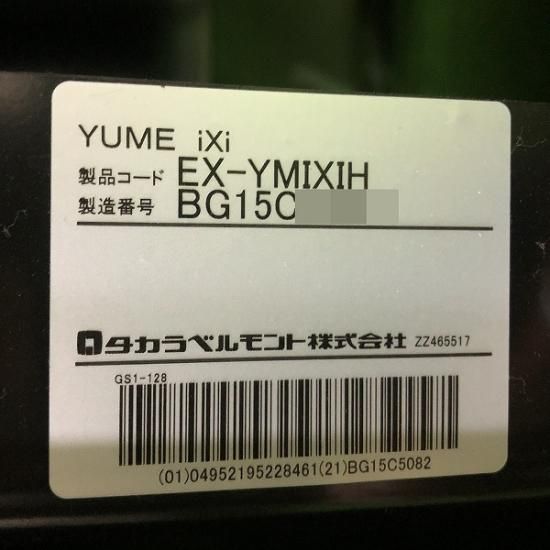 YUME iXi
製品コード EX-YMIXIH
製造番号 BG15C
タカラベルモント株式会社 ZZ465517
GS1-128
(01)04952195228461(21)BG15C5082